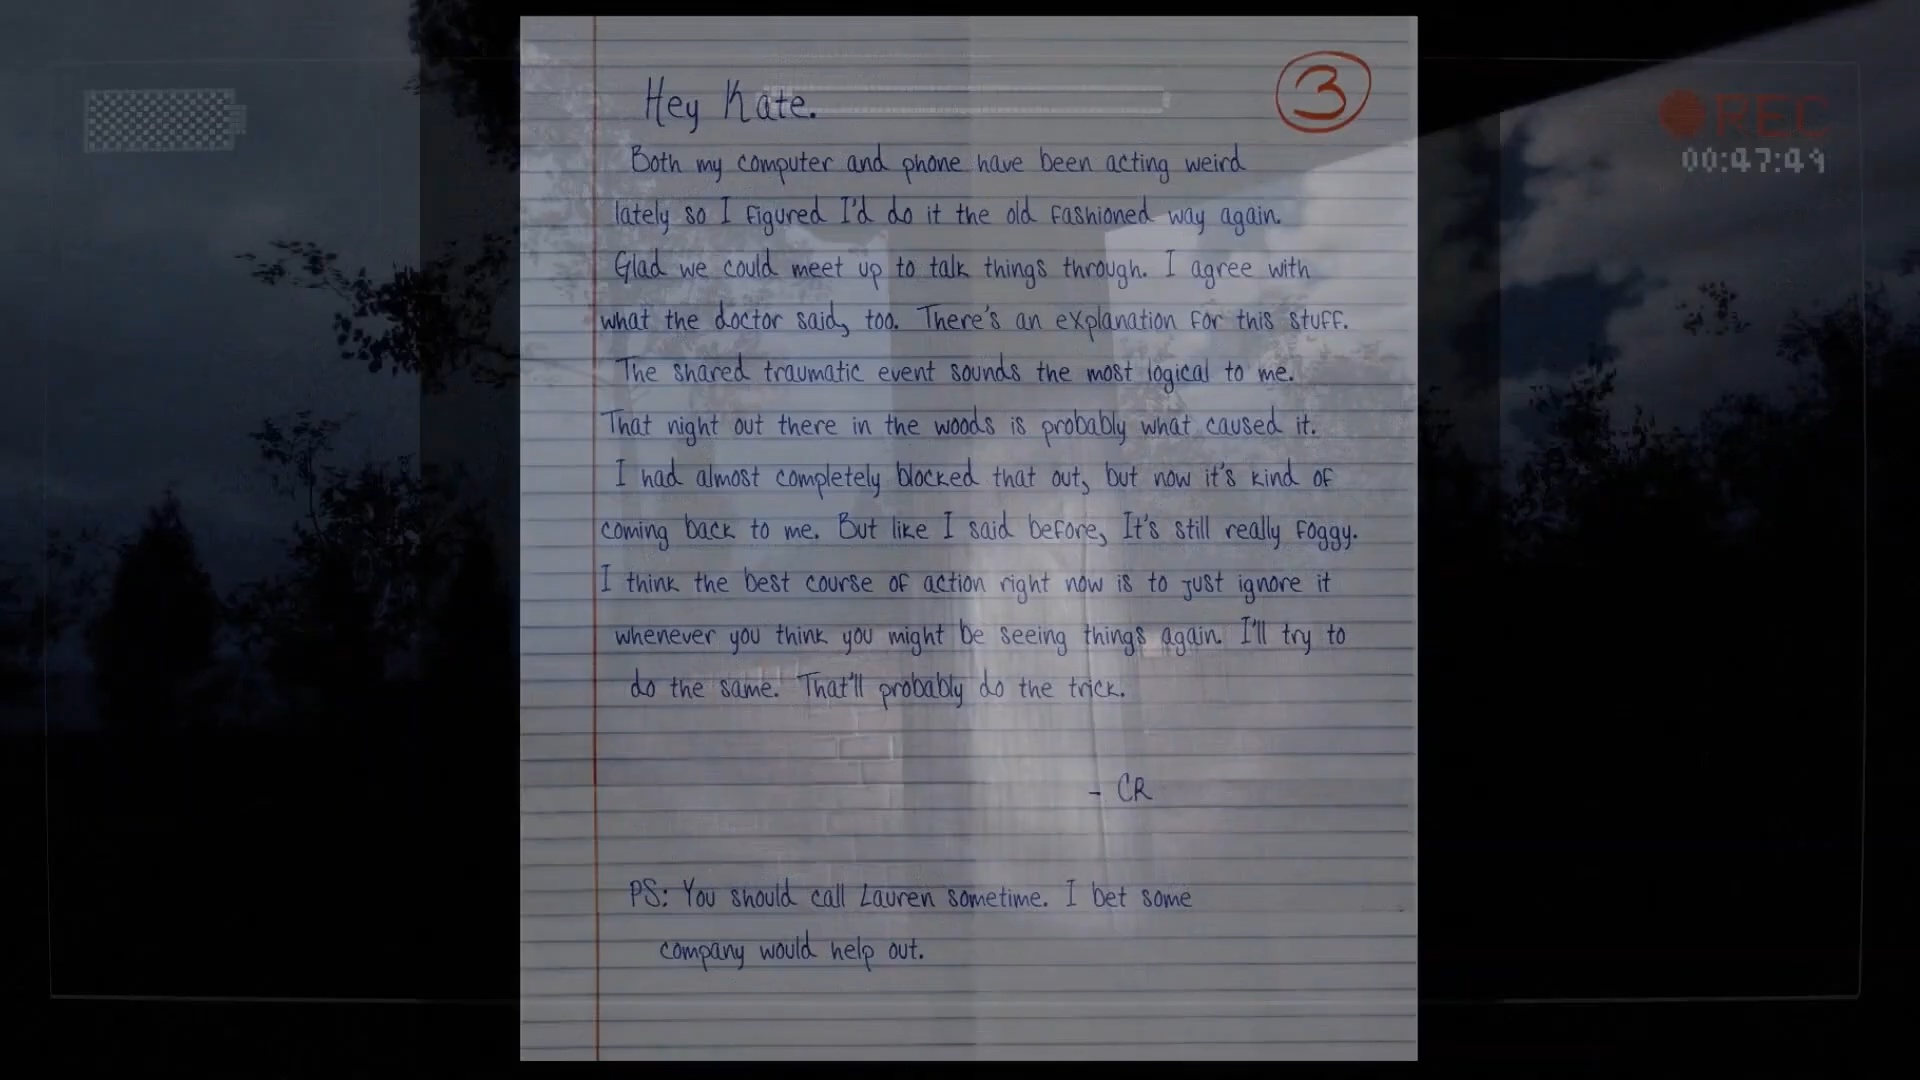 3
Hey Kate.
Both my computer and phone have been acting weird
lately so I figured I'd do it the old fashioned way again.
Glad we could meet up to talk things through. I agree with
what the doctor said, too. There's an explanation for this stuff.
The shared traumatic event sounds the most logical to me.
That night out there in the woods is probably what caused it.
I had almost completely blocked that out, but now it's kind of
coming back to me. But like I said before, It's still really foggy.
I think the best course of action right now is to just ignore it
whenever you think you might be seeing things again. I'll try to
do the same. That'll probably do the trick.
- CR
PS: You should call Lauren sometime. I bet some
company would help out.
REC
00:47:49